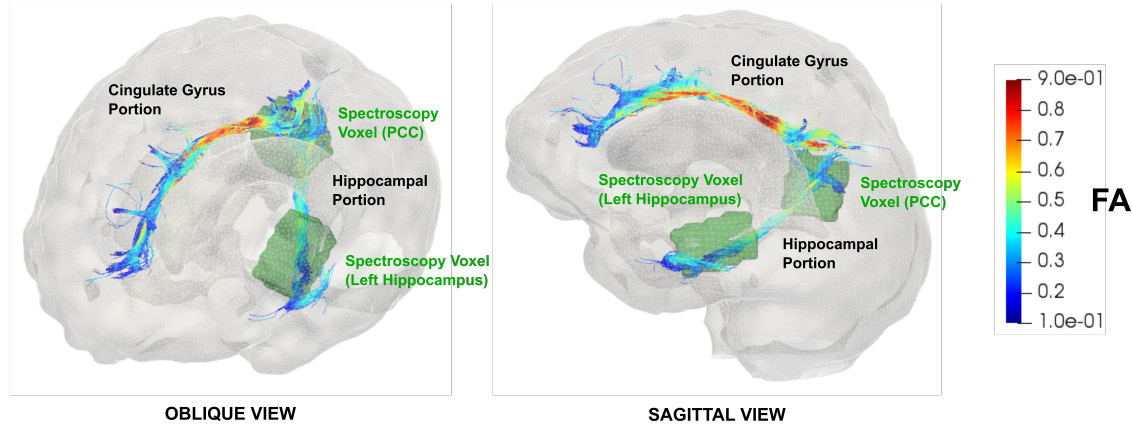 Cingulate Gyrus
Portion
Spectroscopy
Voxel (PCC)
Hippocampal
Portion
Spectroscopy Voxel
(Left Hippocampus)
OBLIQUE VIEW
Cingulate Gyrus
Portion
Spectroscopy Voxel
(Left Hippocampus)
Spectroscopy
Voxel (PCC)
Hippocampal
Portion
SAGITTAL VIEW
9.0e-01
0.8
0.7
0.6
0.5
0.4
0.3
0.2
1.0e-01
FA